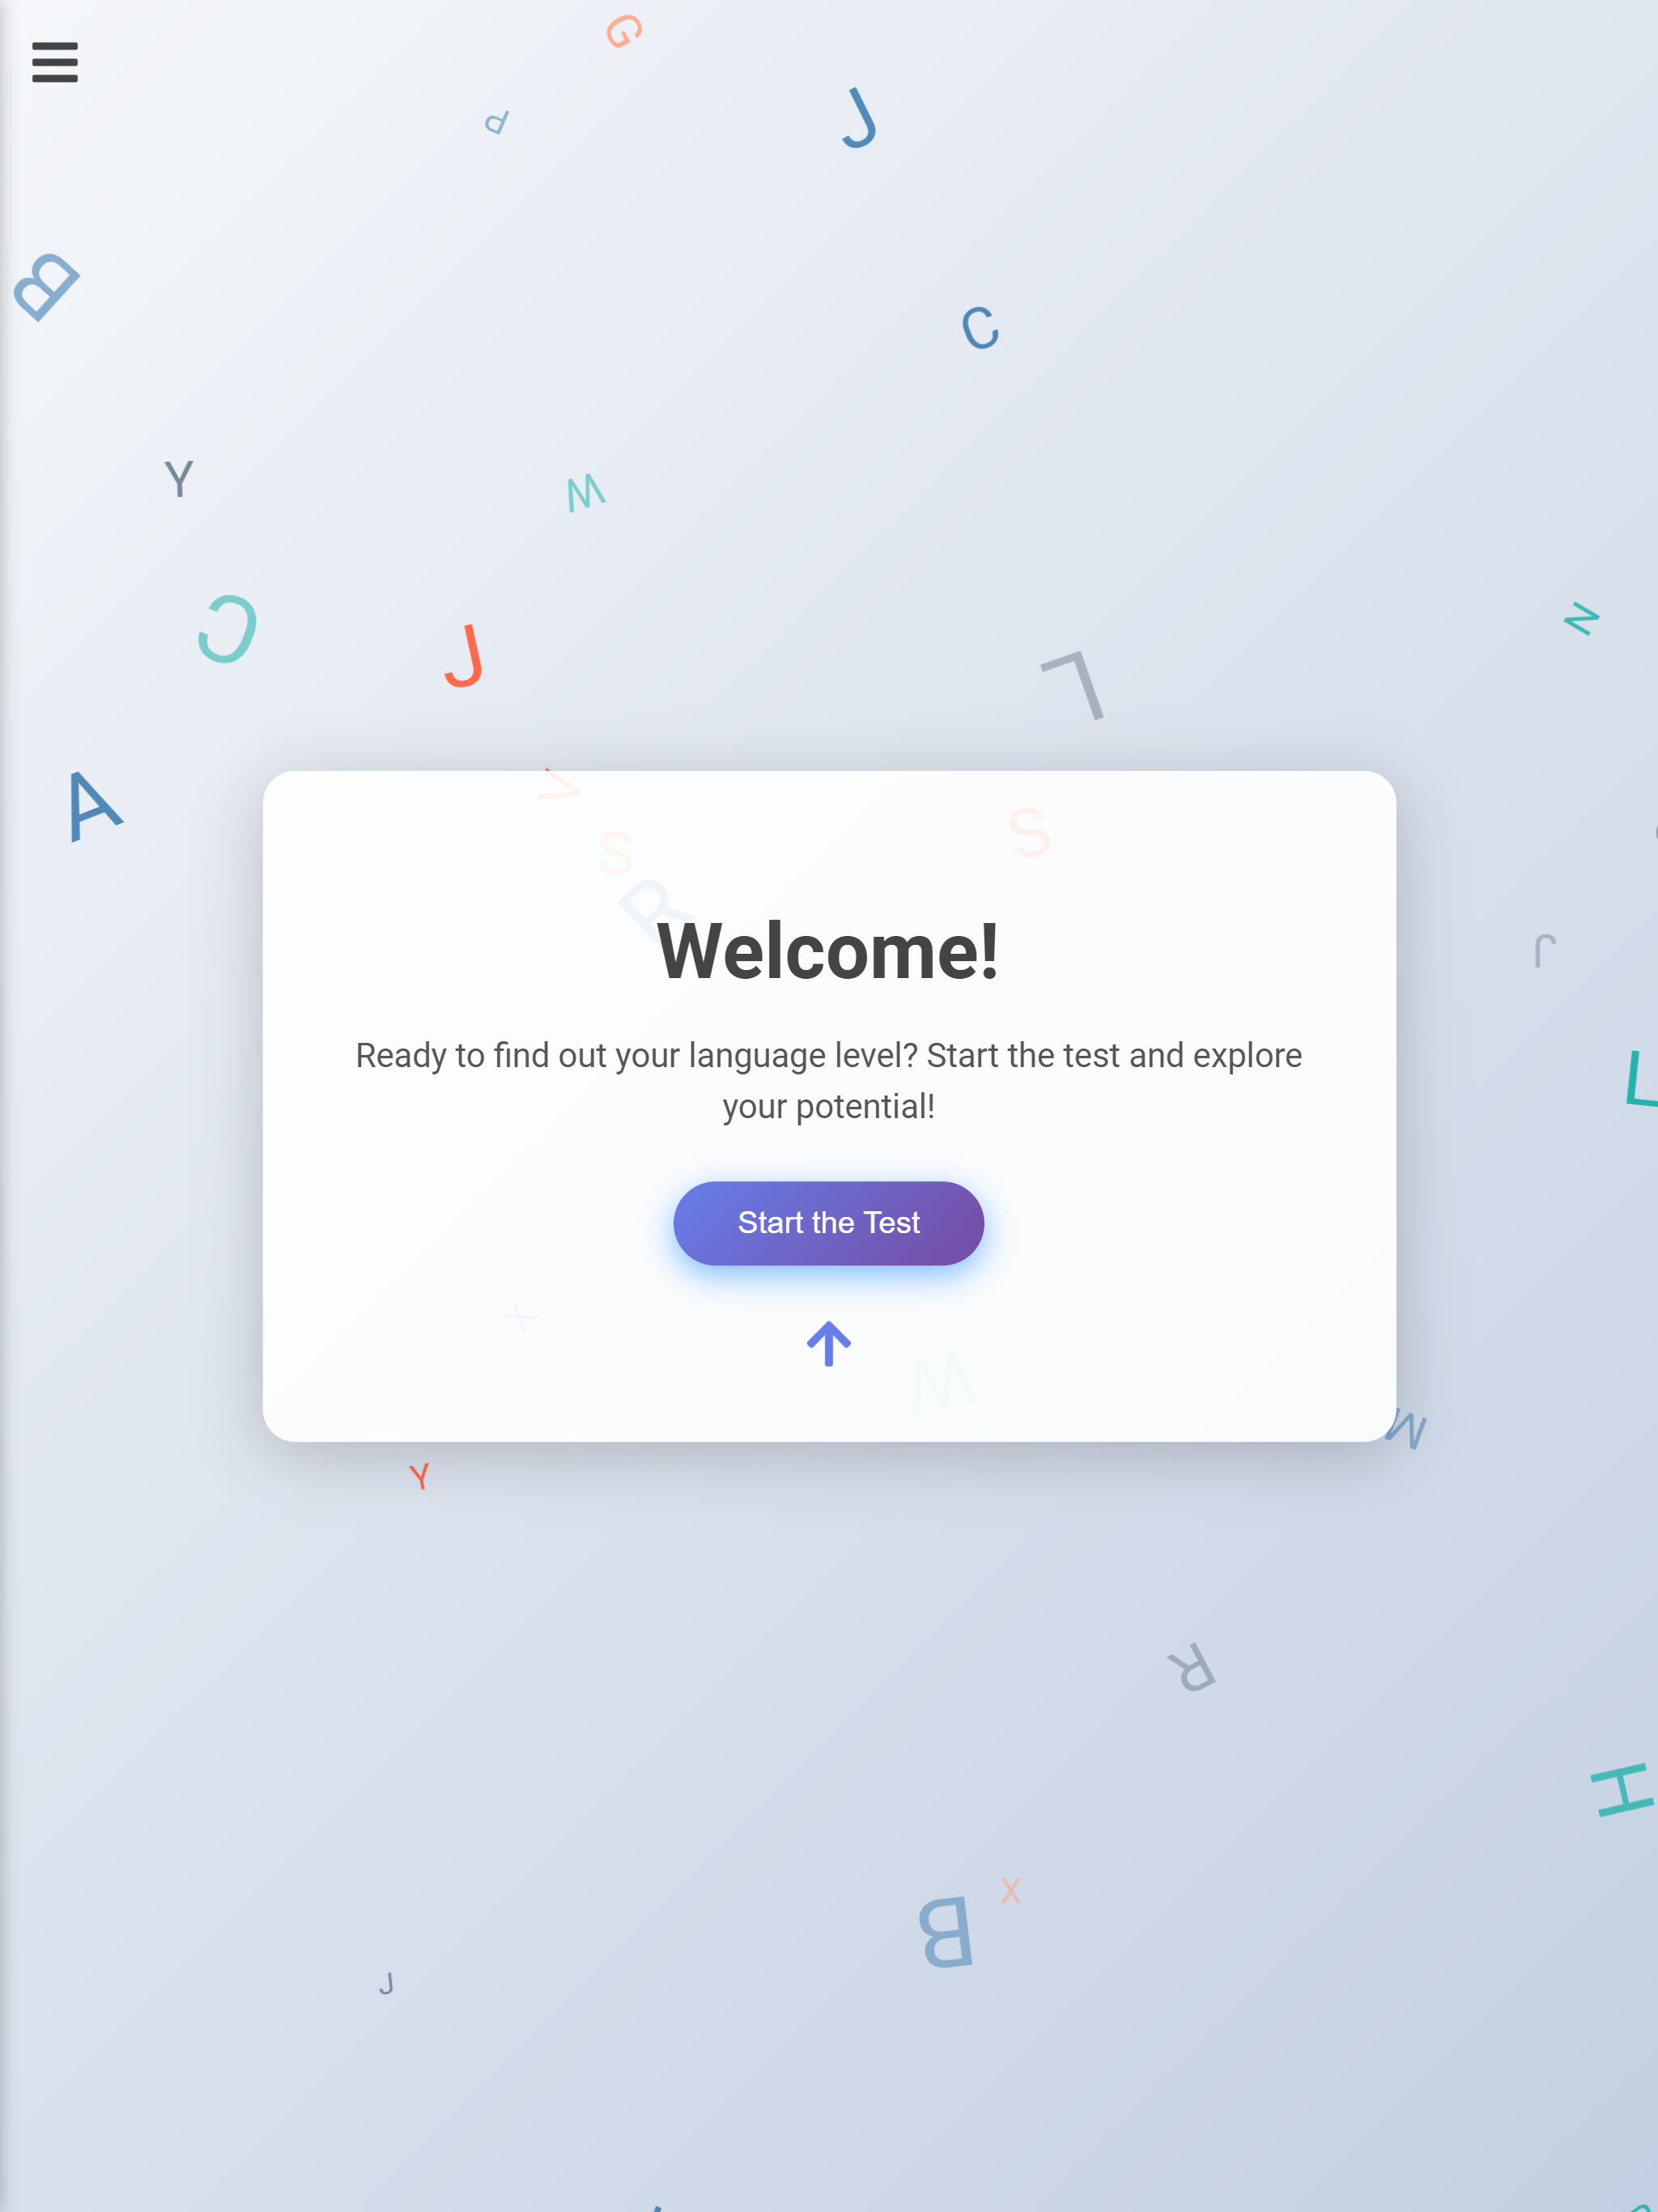 G
P
J
B
C
Y
W
C
J
N
L
A
V
S
S
R
Welcome!
J
Ready to find out your language level? Start the test and explore
your potential!
L
Start the Test
X
W
M
Y
R
H
X
B
J